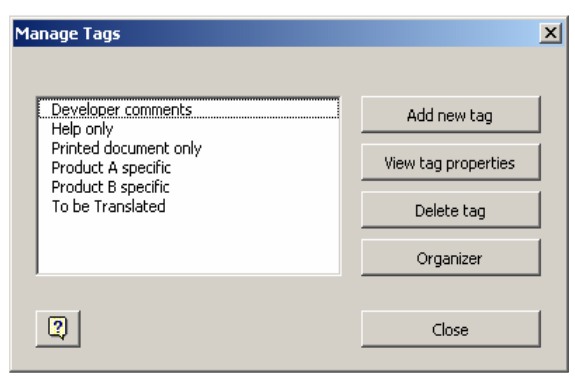 Manage Tags
Developer comments
Help only
Printed document only
Product A specific
Product B specific
To be Translated
Add new tag
View tag properties
Delete tag
Organizer
?
Close